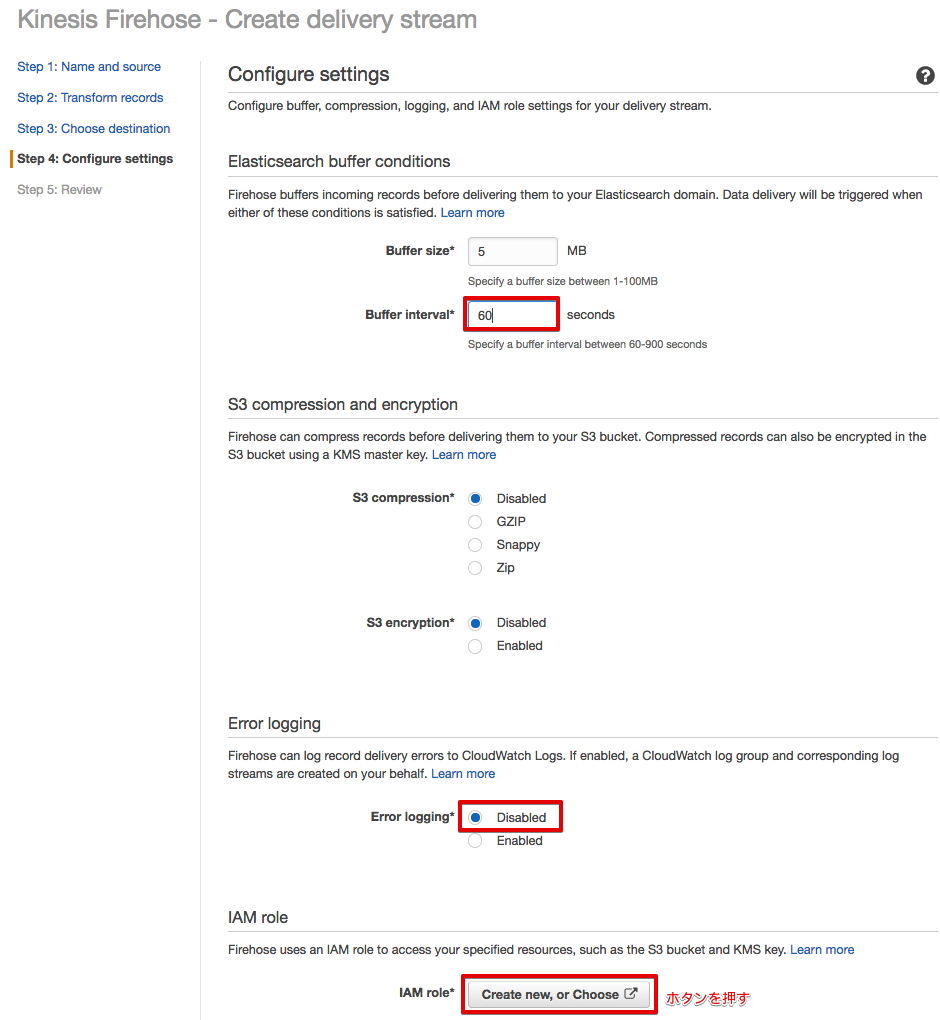 Kinesis Firehose - Create delivery stream
Step 1: Name and source
Step 2: Transform records
Step 3: Choose destination
Step 4: Configure settings
Step 5: Review
Configure settings
?
Configure buffer, compression, logging, and IAM role settings for your delivery stream.
Elasticsearch buffer conditions
Firehose buffers incoming records before delivering them to your Elasticsearch domain. Data delivery will be triggered when
either of these conditions is satisfied. Learn more
Buffer size* 5 MB
Specify a buffer size between 1-100MB
Buffer interval* 60 seconds
Specify a buffer interval between 60-900 seconds
S3 compression and encryption
Firehose can compress records before delivering them to your S3 bucket. Compressed records can also be encrypted in the
S3 bucket using a KMS master key. Learn more
S3 compression* Disabled
GZIP
Snappy
Zip
S3 encryption* Disabled
Enabled
Error logging
Firehose can log record delivery errors to CloudWatch Logs. If enabled, a CloudWatch log group and corresponding log
streams are created on your behalf. Learn more
Error logging* Disabled
Enabled
IAM role
Firehose uses an IAM role to access your specified resources, such as the S3 bucket and KMS key. Learn more
IAM role* Create new, or Choose ボタンを押す